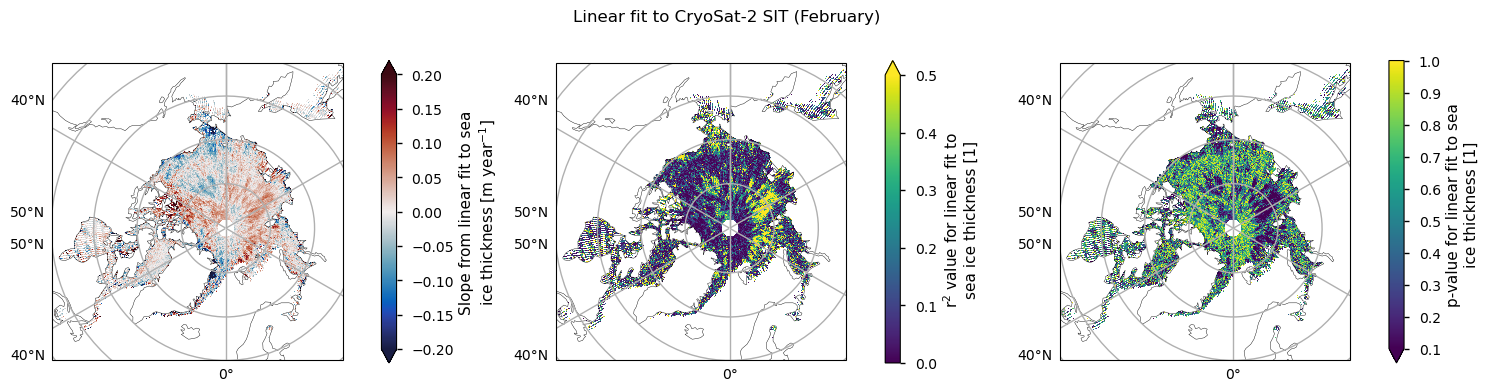 Linear fit to CryoSat-2 SIT (February)
40°N
50°N
50°N
40°N
0°
0.20
0.15
0.10
0.05
0.00
−0.05
−0.10
−0.15
−0.20
Slope from linear fit to sea
ice thickness [m year⁻¹]
40°N
50°N
50°N
40°N
0°
0.5
0.4
0.3
0.2
0.1
0.0
r² value for linear fit to
sea ice thickness [1]
40°N
50°N
50°N
40°N
0°
1.0
0.9
0.8
0.7
0.6
0.5
0.4
0.3
0.2
0.1
p-value for linear fit to sea
ice thickness [1]